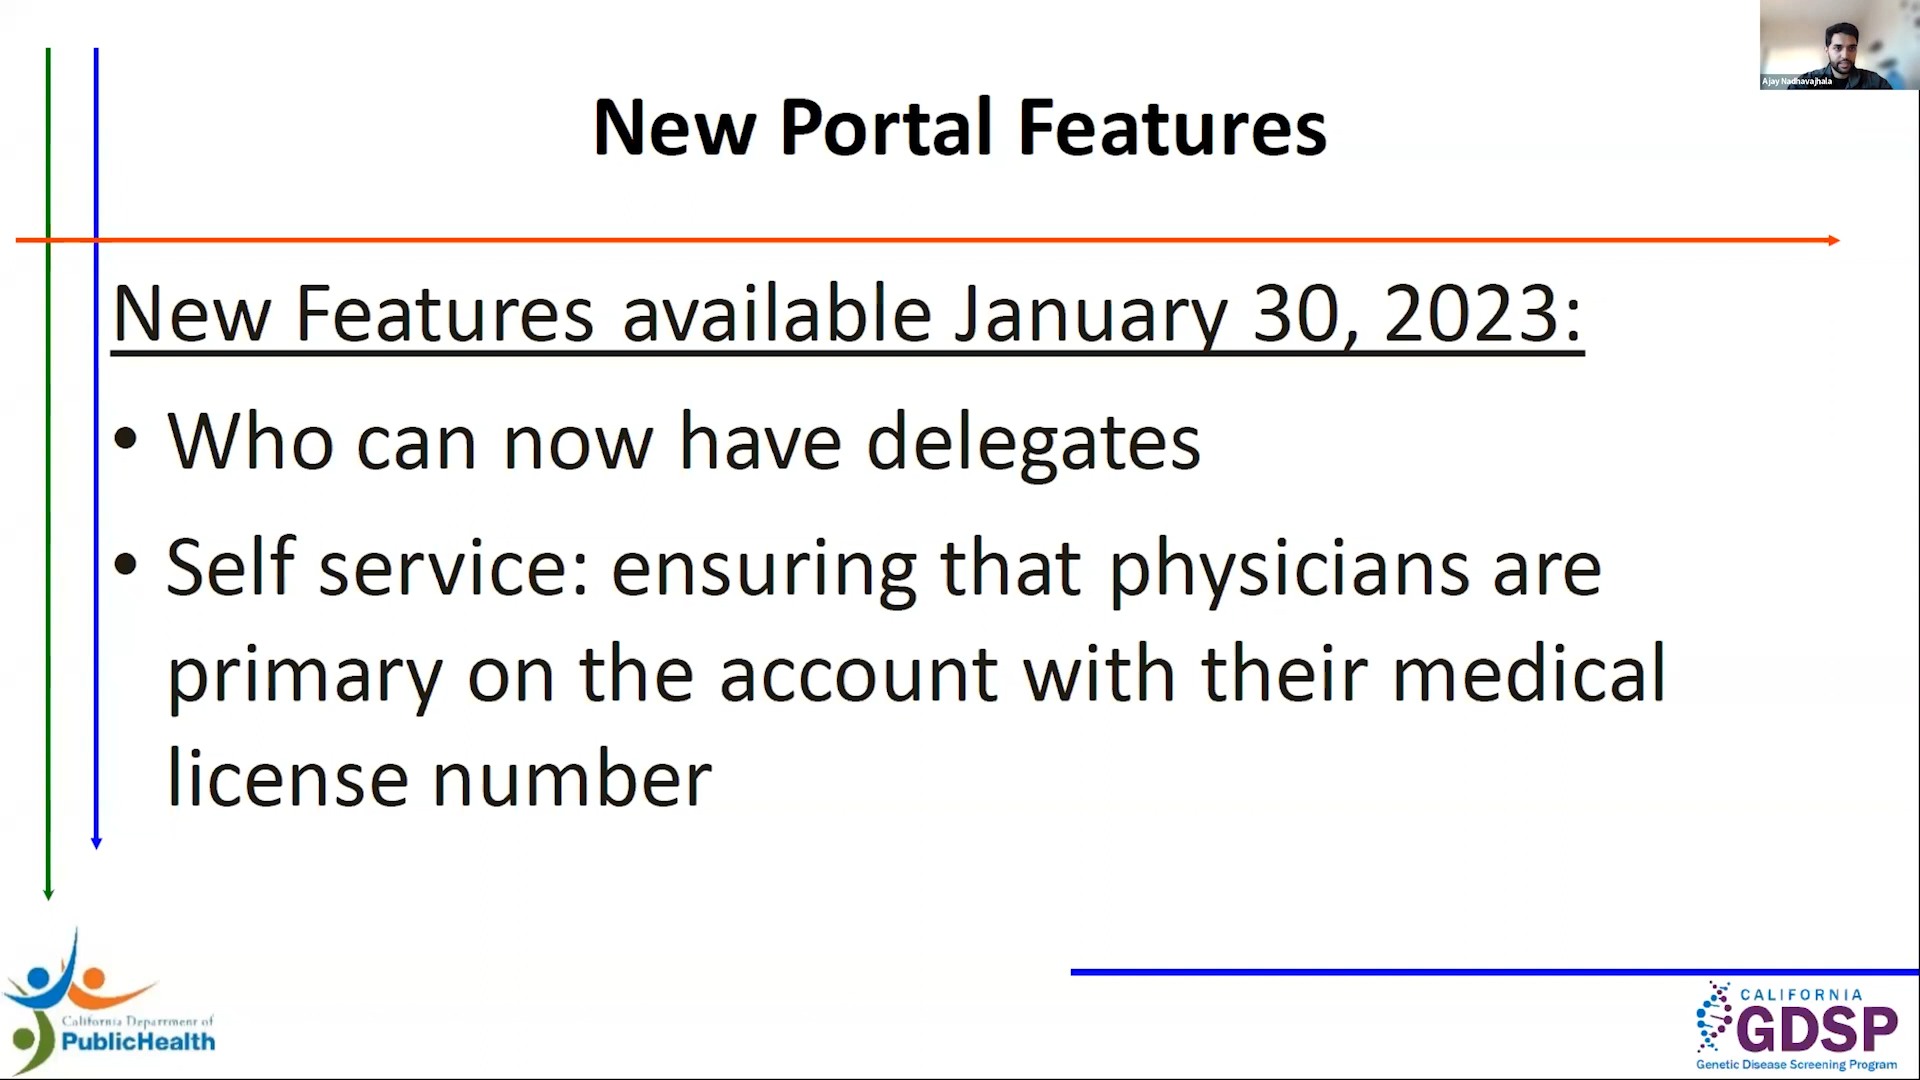 Ajay Nadhavajhala
New Portal Features
New Features available January 30, 2023:
• Who can now have delegates
• Self service: ensuring that physicians are
primary on the account with their medical
license number
California Department of
PublicHealth
CALIFORNIA
GDSP
Genetic Disease Screening Program